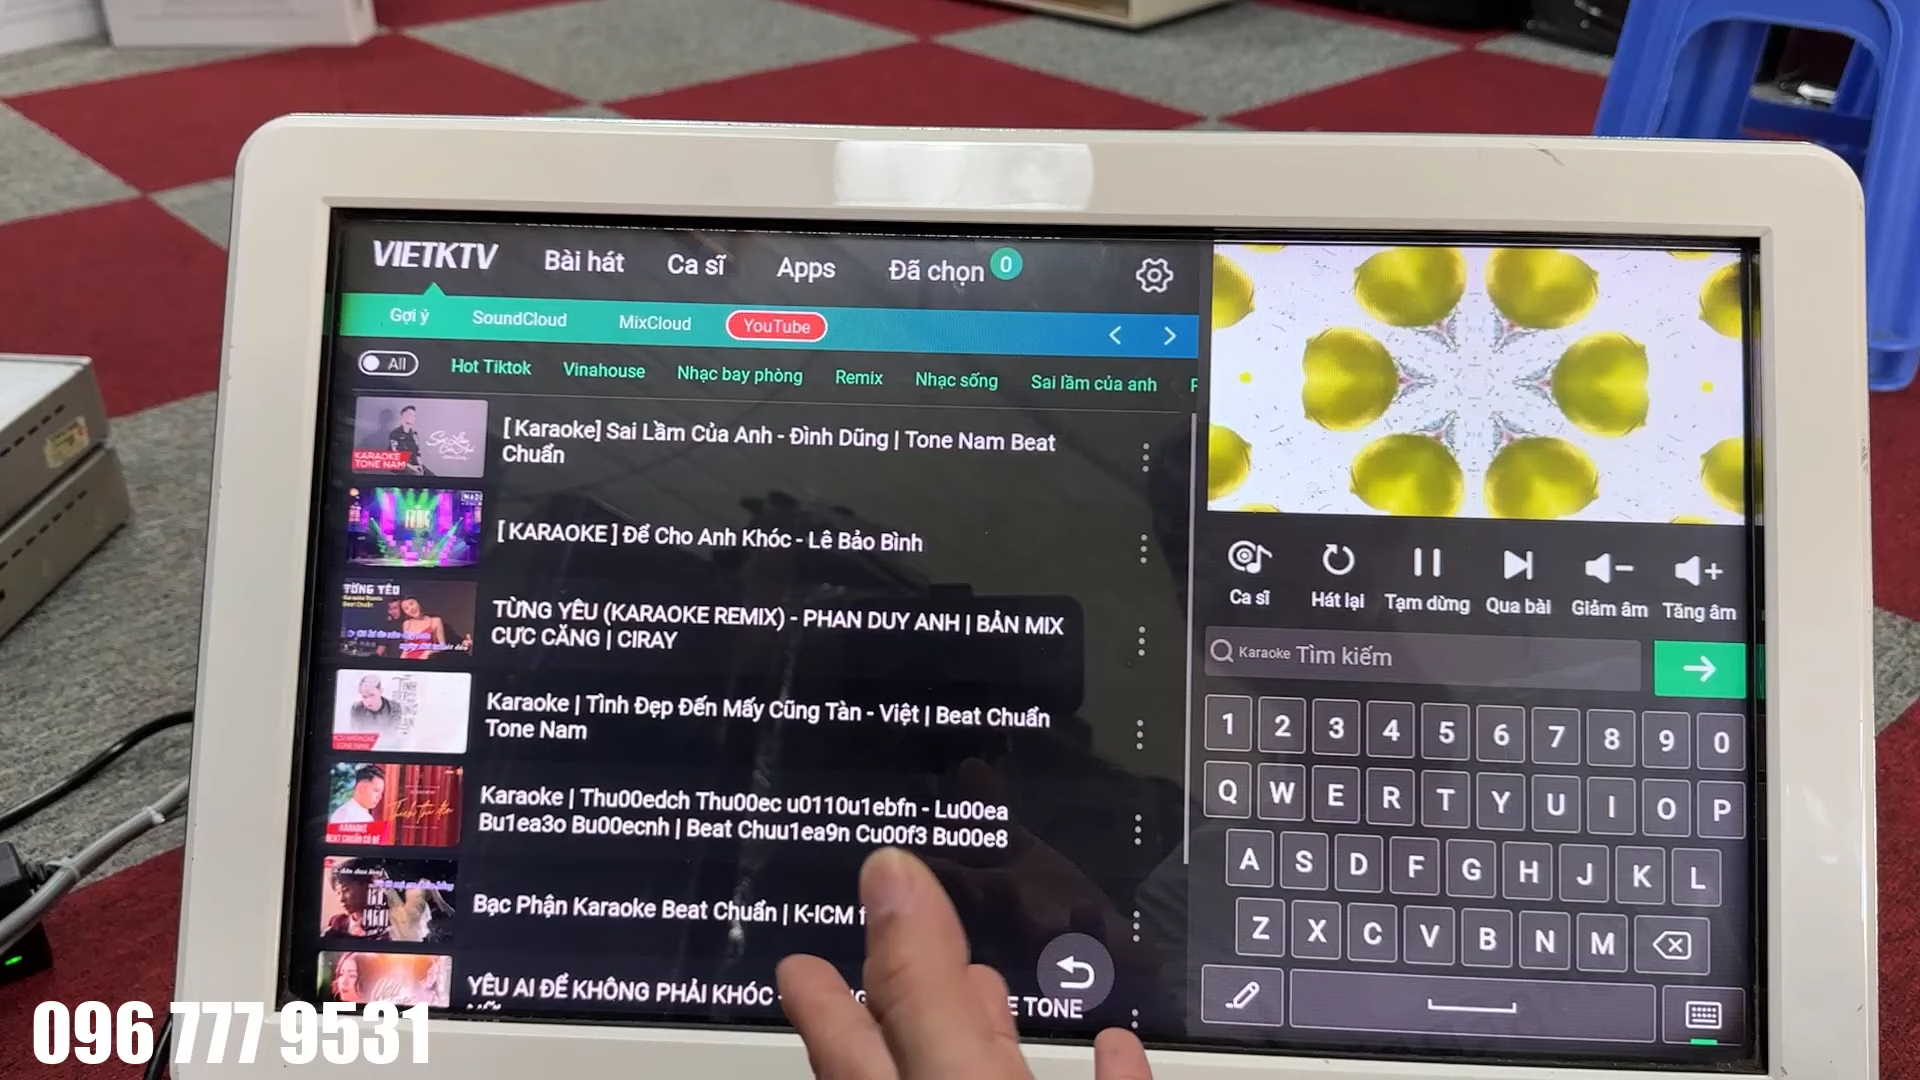 VIETKTV
Bài hát
Ca sĩ
Apps
Đã chọn
0
Gợi ý
SoundCloud
MixCloud
YouTube
All
Hot Tiktok
Vinahouse
Nhạc bay phòng
Remix
Nhạc sống
Sai lầm của anh
KARAOKE
TONE NAM
[ Karaoke] Sai Lầm Của Anh - Đình Dũng | Tone Nam Beat
Chuẩn
[ KARAOKE ] Để Cho Anh Khóc - Lê Bảo Bình
TỪNG YÊU
TỪNG YÊU (KARAOKE REMIX) - PHAN DUY ANH | BẢN MIX
CỰC CĂNG | CIRAY
Karaoke | Tình Đẹp Đến Mấy Cũng Tàn - Việt | Beat Chuẩn
Tone Nam
KARAOKE
Karaoke | Thu00edch Thu00ec u0110u1ebfn - Lu00ea
Bu1ea3o Bu00ecnh | Beat Chuu1ea9n Cu00f3 Bu00e8
Bạc Phận Karaoke Beat Chuẩn | K-ICM
YÊU AI ĐỂ KHÔNG PHẢI KHÓC -
TONE
Ca sĩ
Hát lại
Tạm dừng
Qua bài
Giảm âm
Tăng âm
Karaoke Tìm kiếm
1 2 3 4 5 6 7 8 9 0
Q W E R T Y U I O P
A S D F G H J K L
Z X C V B N M
096 777 9531